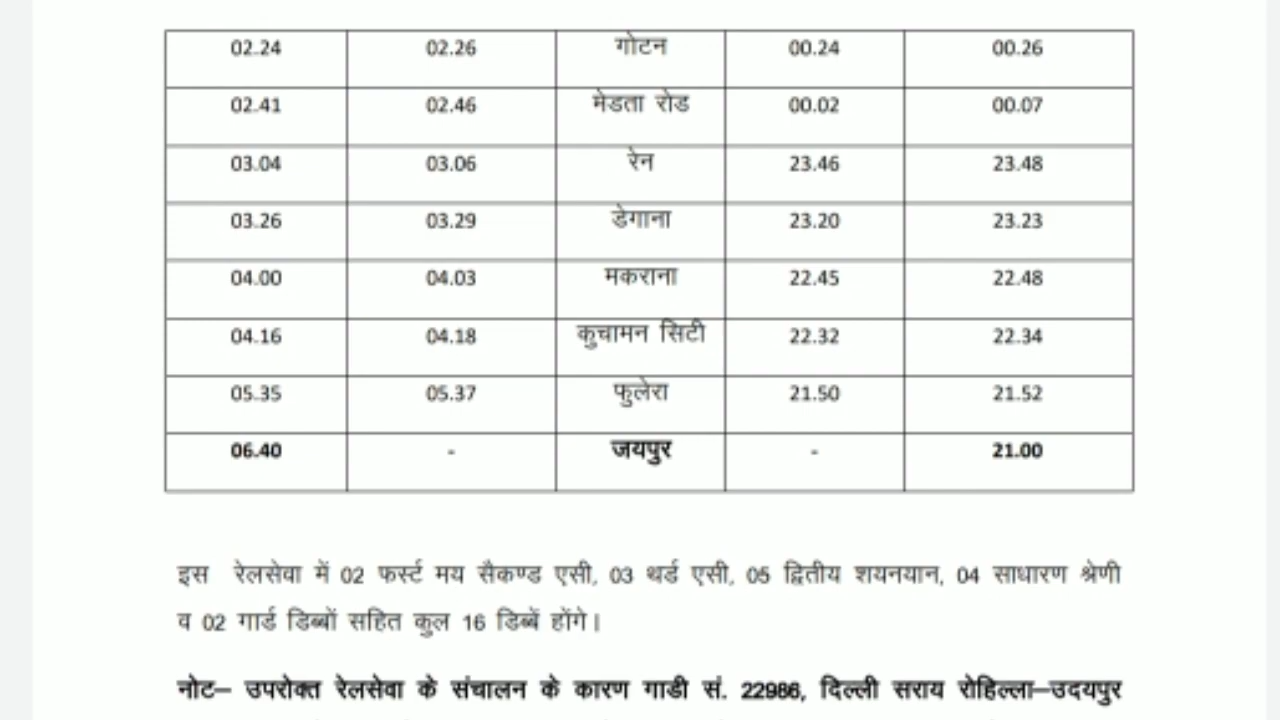 02.24 02.26 गोटन 00.24 00.26
02.41 02.46 मेडता रोड 00.02 00.07
03.04 03.06 रेन 23.46 23.48
03.26 03.29 डेगाना 23.20 23.23
04.00 04.03 मकराना 22.45 22.48
04.16 04.18 कुचामन सिटी 22.32 22.34
05.35 05.37 फुलेरा 21.50 21.52
06.40 - जयपुर - 21.00
इस रेलसेवा में 02 फर्स्ट मय सैकण्ड एसी, 03 थर्ड एसी, 05 द्वितीय शयनयान, 04 साधारण श्रेणी
व 02 गार्ड डिब्बों सहित कुल 16 डिब्बें होंगे।
नोट– उपरोक्त रेलसेवा के संचालन के कारण गाडी सं. 22986, दिल्ली सराय रोहिल्ला–उदयपुर